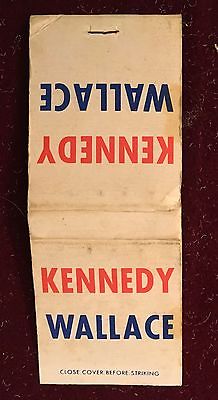 WALLACE
KENNEDY
KENNEDY
WALLACE
CLOSE COVER BEFORE STRIKING